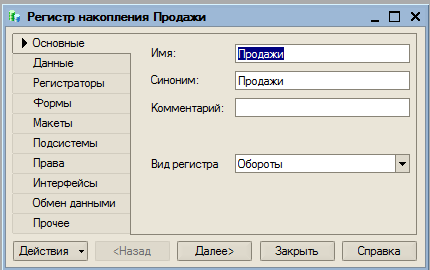 Регистр накопления Продажи
Основные
Данные
Регистраторы
Формы
Макеты
Подсистемы
Права
Интерфейсы
Обмен данными
Прочее
Имя: Продажи
Синоним: Продажи
Комментарий:
Вид регистра Обороты
Действия <Назад Далее> Закрыть Справка